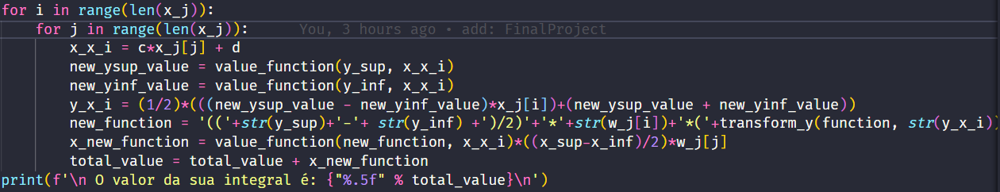 for i in range(len(x_j)):
    for j in range(len(x_j)):      You, 3 hours ago • add: FinalProject
        x_x_i = c*x_j[j] + d
        new_ysup_value = value_function(y_sup, x_x_i)
        new_yinf_value = value_function(y_inf, x_x_i)
        y_x_i = (1/2)*(((new_ysup_value - new_yinf_value)*x_j[i])+(new_ysup_value + new_yinf_value))
        new_function = '(('+str(y_sup)+'-'+ str(y_inf) +')/2)'+'*'+str(w_j[i])+'*('+transform_y(function, str(y_x_i))
        x_new_function = value_function(new_function, x_x_i)*((x_sup-x_inf)/2)*w_j[j]
        total_value = total_value + x_new_function
print(f'\n O valor da sua integral é: {"%.5f" % total_value}\n')